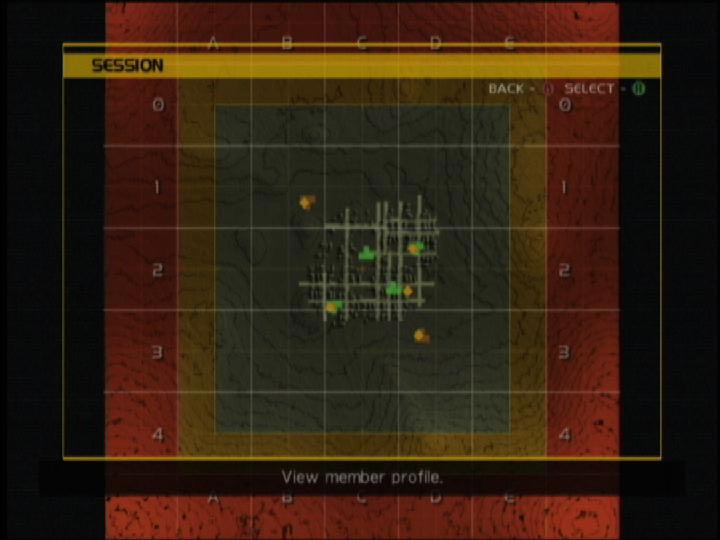 A B C D E
SESSION
BACK - SELECT -
0 0
1 1
2 2
3 3
4 4
View member profile.
A B C D E